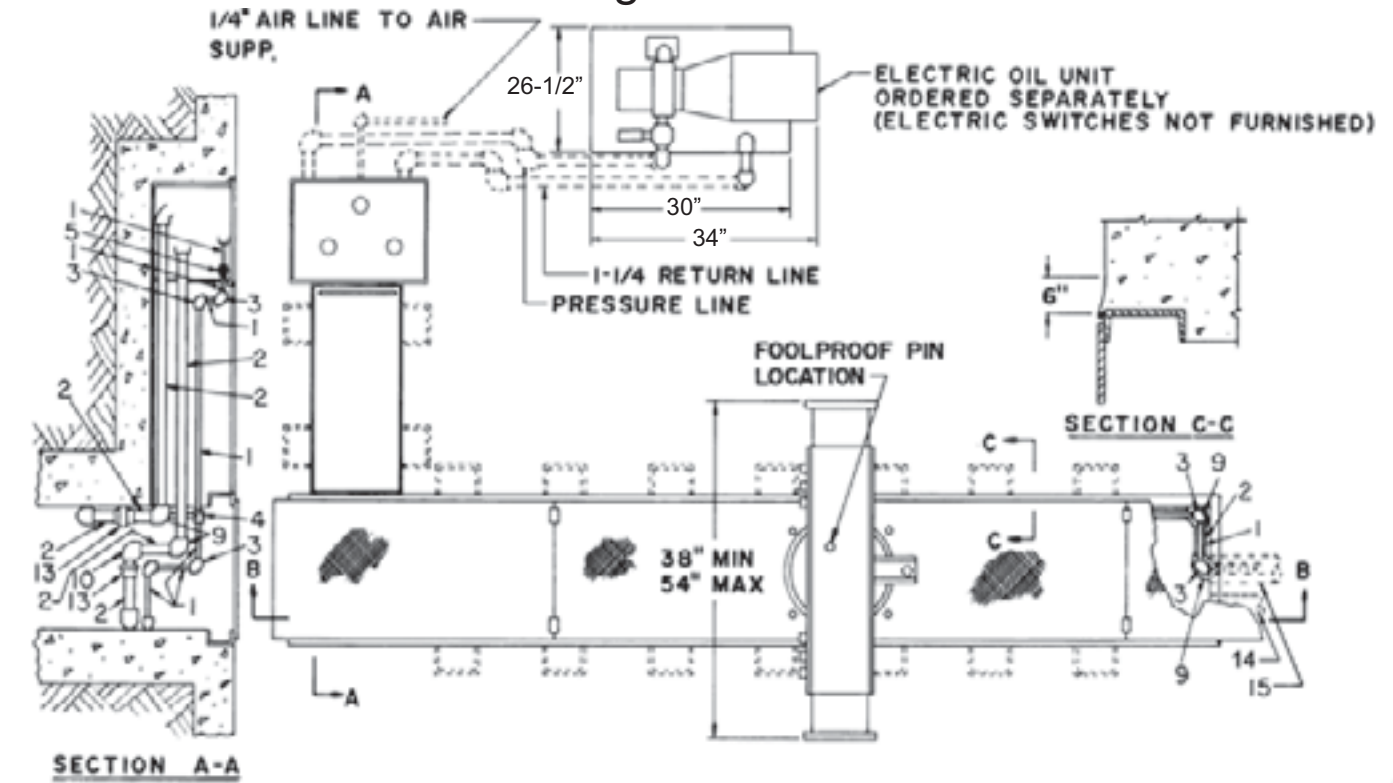 1/4" AIR LINE TO AIR
SUPP.
A
26-1/2”
ELECTRIC OIL UNIT
ORDERED SEPARATELY
(ELECTRIC SWITCHES NOT FURNISHED)
30”
34”
1-1/4 RETURN LINE
PRESSURE LINE
1
5
1
3
3
1
2
2
2
1
4
9
3
2
13
10
2
13
2
1
B
6"
SECTION C-C
FOOLPROOF PIN
LOCATION
C
C
38" MIN
54" MAX
3
9
2
1
3
B
9
14
15
A
SECTION A-A